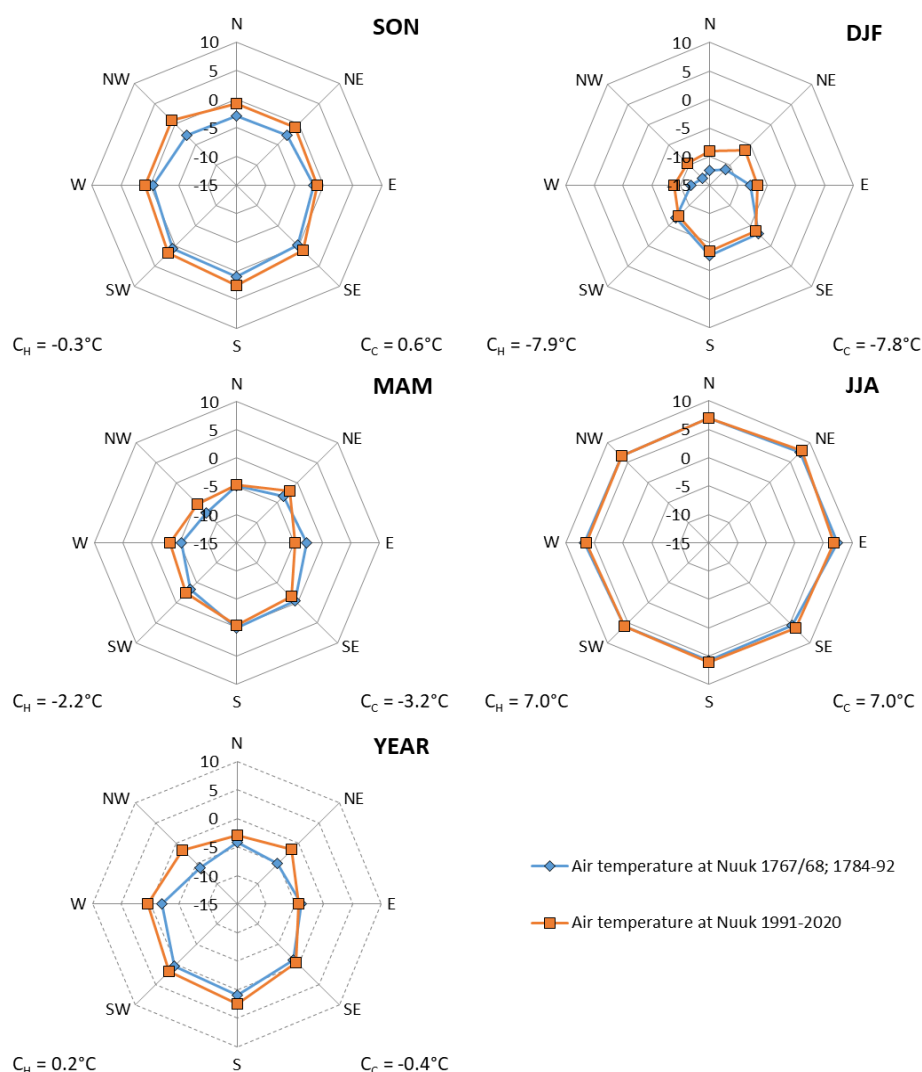 SON
N
NE
E
SE
S
SW
W
NW
10
5
0
-5
-10
-15
C_H = -0.3°C
C_C = 0.6°C
DJF
N
NE
E
SE
S
SW
W
NW
10
5
0
-5
-10
-15
C_H = -7.9°C
C_C = -7.8°C
MAM
N
NE
E
SE
S
SW
W
NW
10
5
0
-5
-10
-15
C_H = -2.2°C
C_C = -3.2°C
JJA
N
NE
E
SE
S
SW
W
NW
10
5
0
-5
-10
-15
C_H = 7.0°C
C_C = 7.0°C
YEAR
N
NE
E
SE
S
SW
W
NW
10
5
0
-5
-10
-15
C_H = 0.2°C
C_C = -0.4°C
Air temperature at Nuuk 1767/68; 1784-92
Air temperature at Nuuk 1991-2020